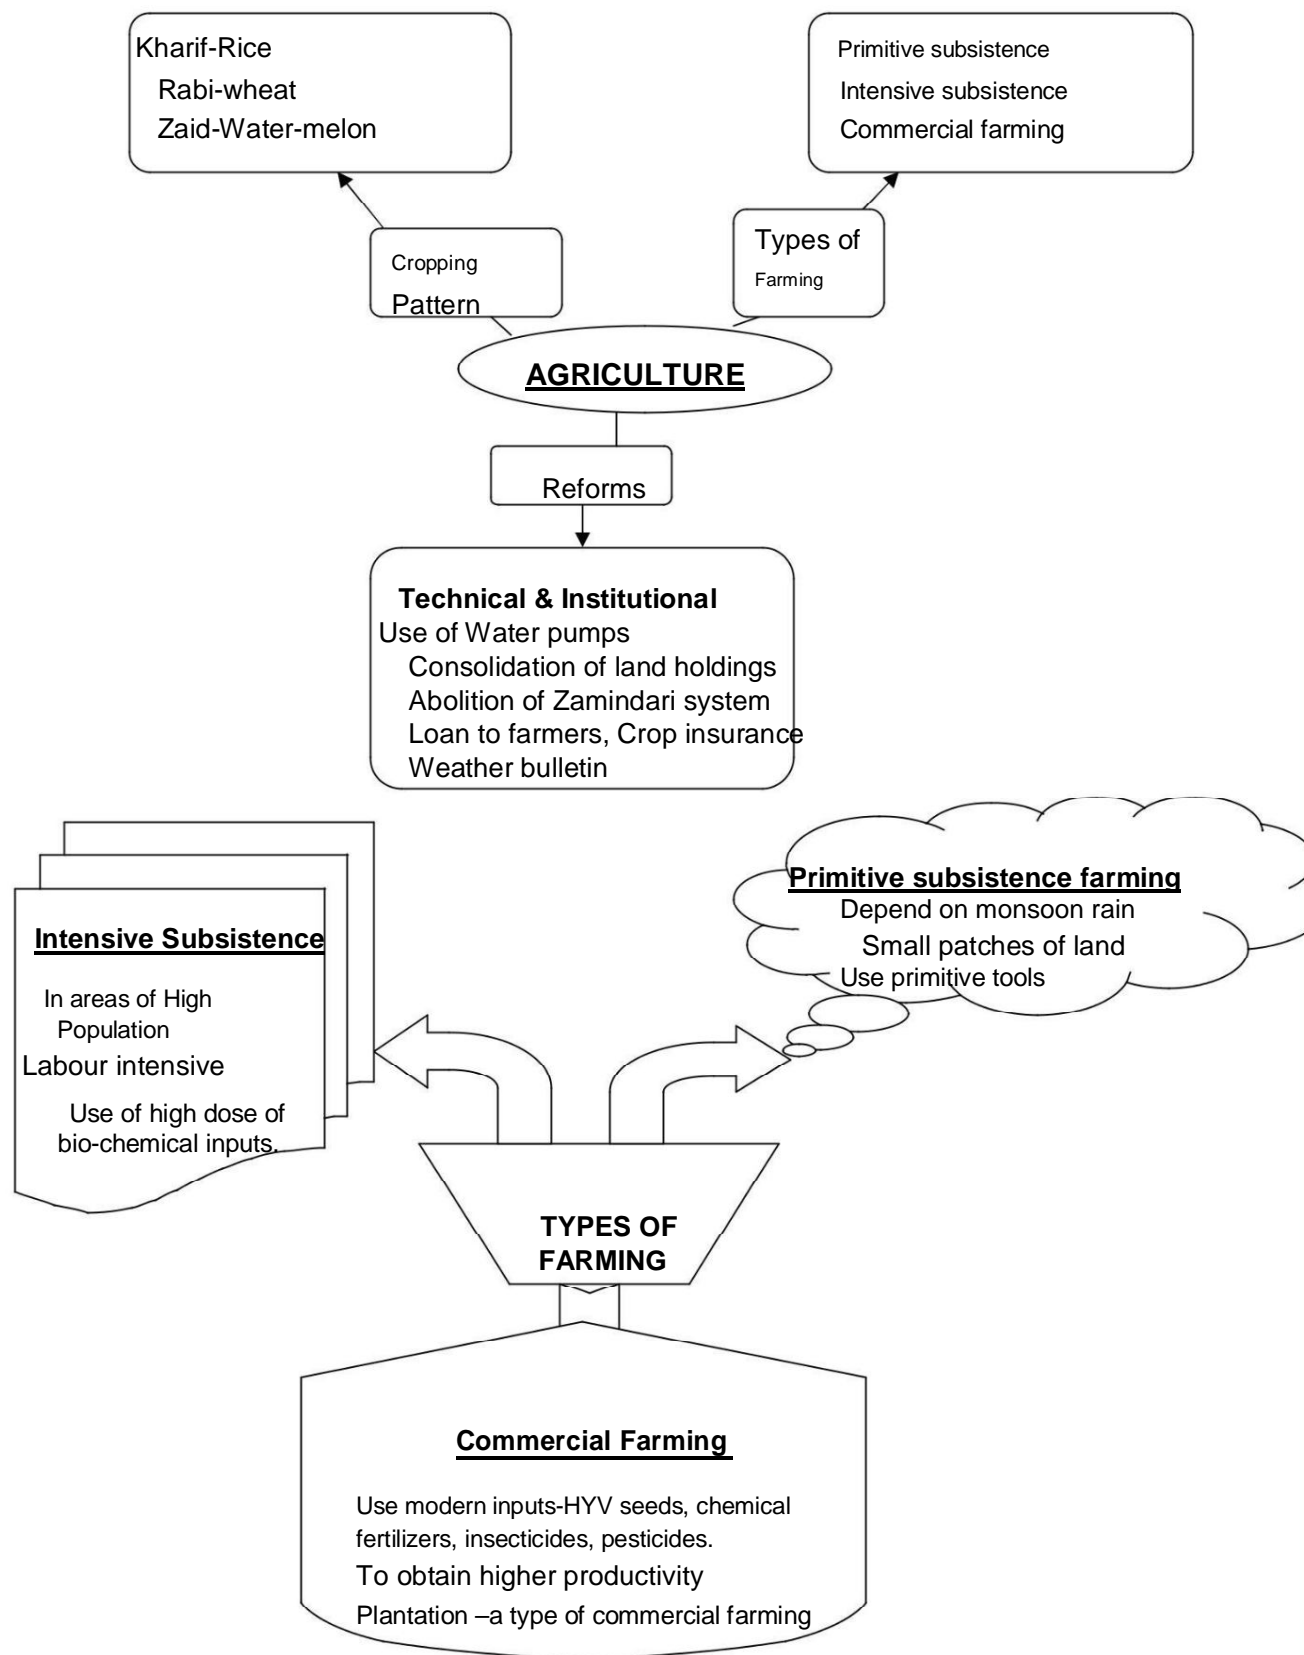 Kharif-Rice
Rabi-wheat
Zaid-Water-melon
Primitive subsistence
Intensive subsistence
Commercial farming
Cropping
Pattern
Types of
Farming
AGRICULTURE
Reforms
Technical & Institutional
Use of Water pumps
Consolidation of land holdings
Abolition of Zamindari system
Loan to farmers, Crop insurance
Weather bulletin
Intensive Subsistence
In areas of High
Population
Labour intensive
Use of high dose of
bio-chemical inputs.
Primitive subsistence farming
Depend on monsoon rain
Small patches of land
Use primitive tools
TYPES OF
FARMING
Commercial Farming
Use modern inputs-HYV seeds, chemical
fertilizers, insecticides, pesticides.
To obtain higher productivity
Plantation –a type of commercial farming